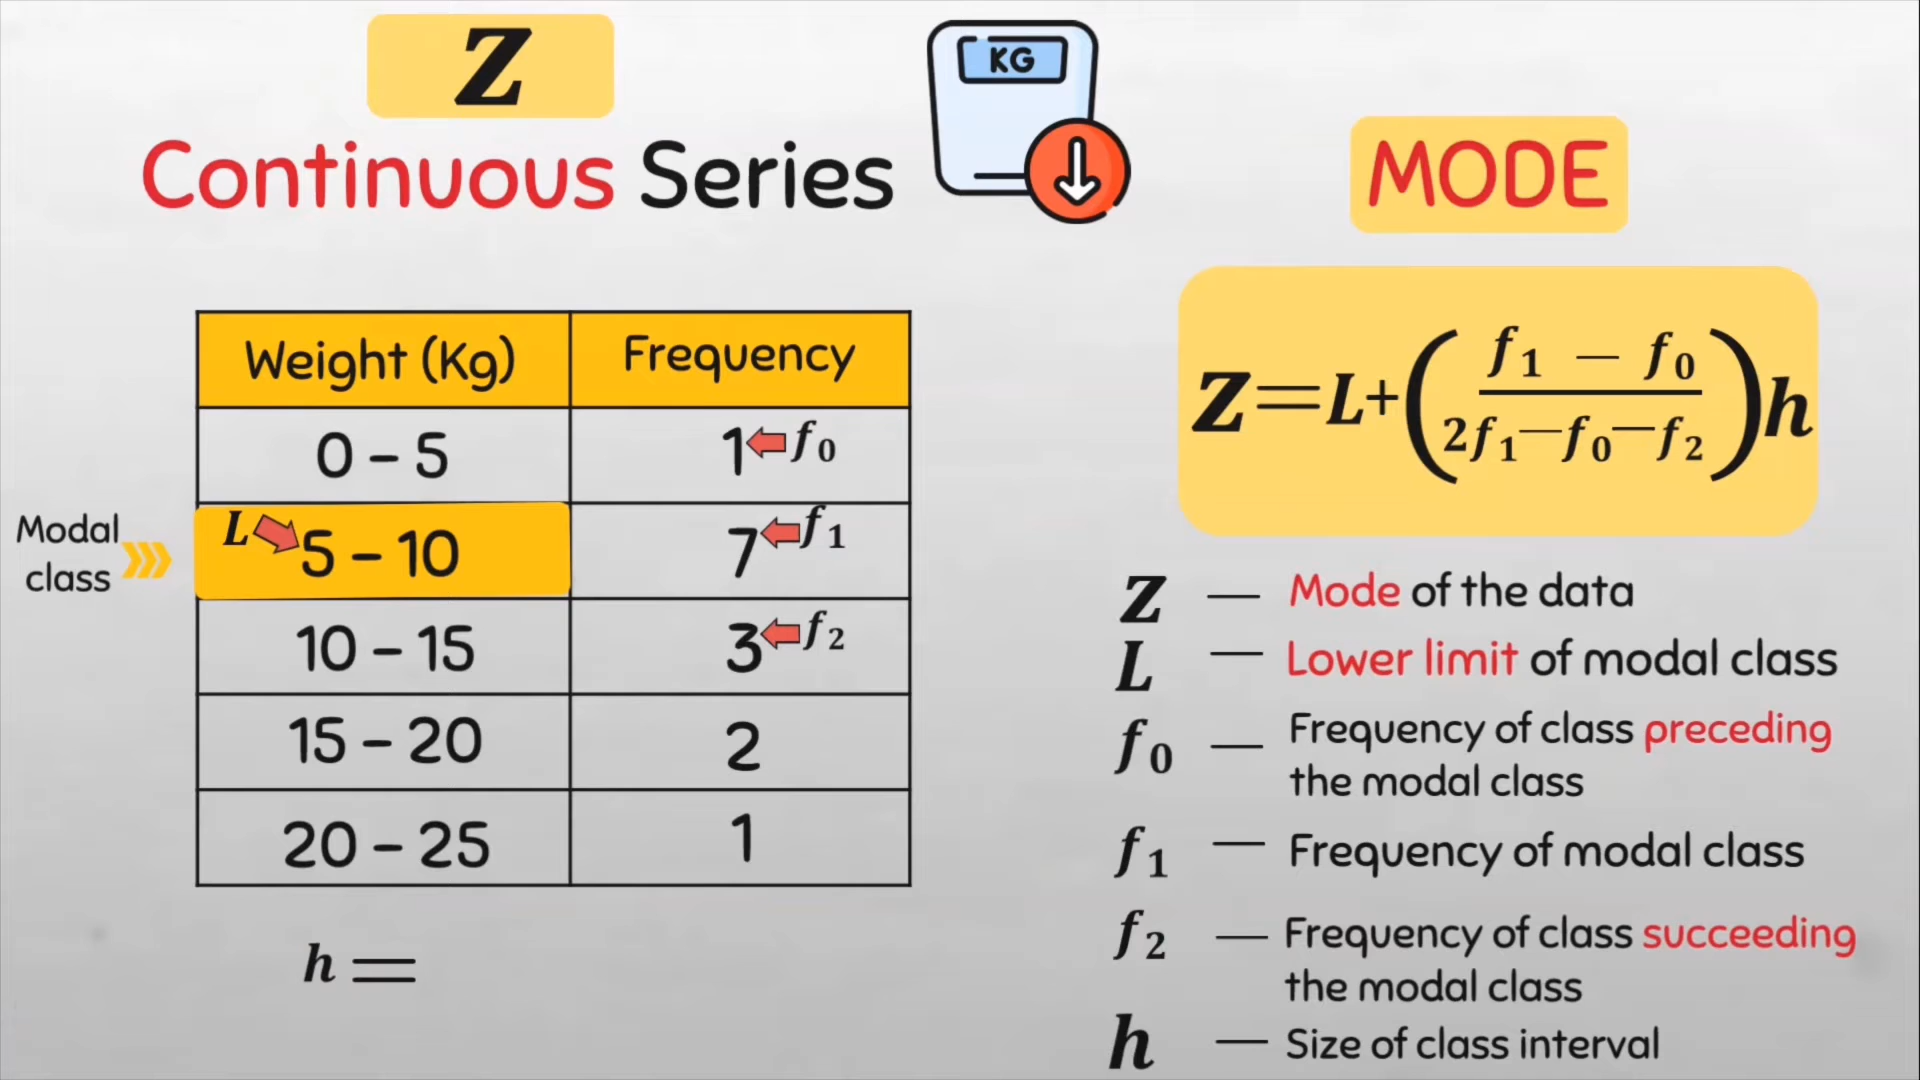 Z
Continuous Series
KG
MODE
Weight (Kg) Frequency
0 – 5 1 f0
Modal class
L 5 – 10 7 f1
10 – 15 3 f2
15 – 20 2
20 – 25 1
h =
Z=L+(f1 – f0 / 2f1–f0–f2)h
Z — Mode of the data
L — Lower limit of modal class
f0 — Frequency of class preceding
the modal class
f1 — Frequency of modal class
f2 — Frequency of class succeeding
the modal class
h — Size of class interval